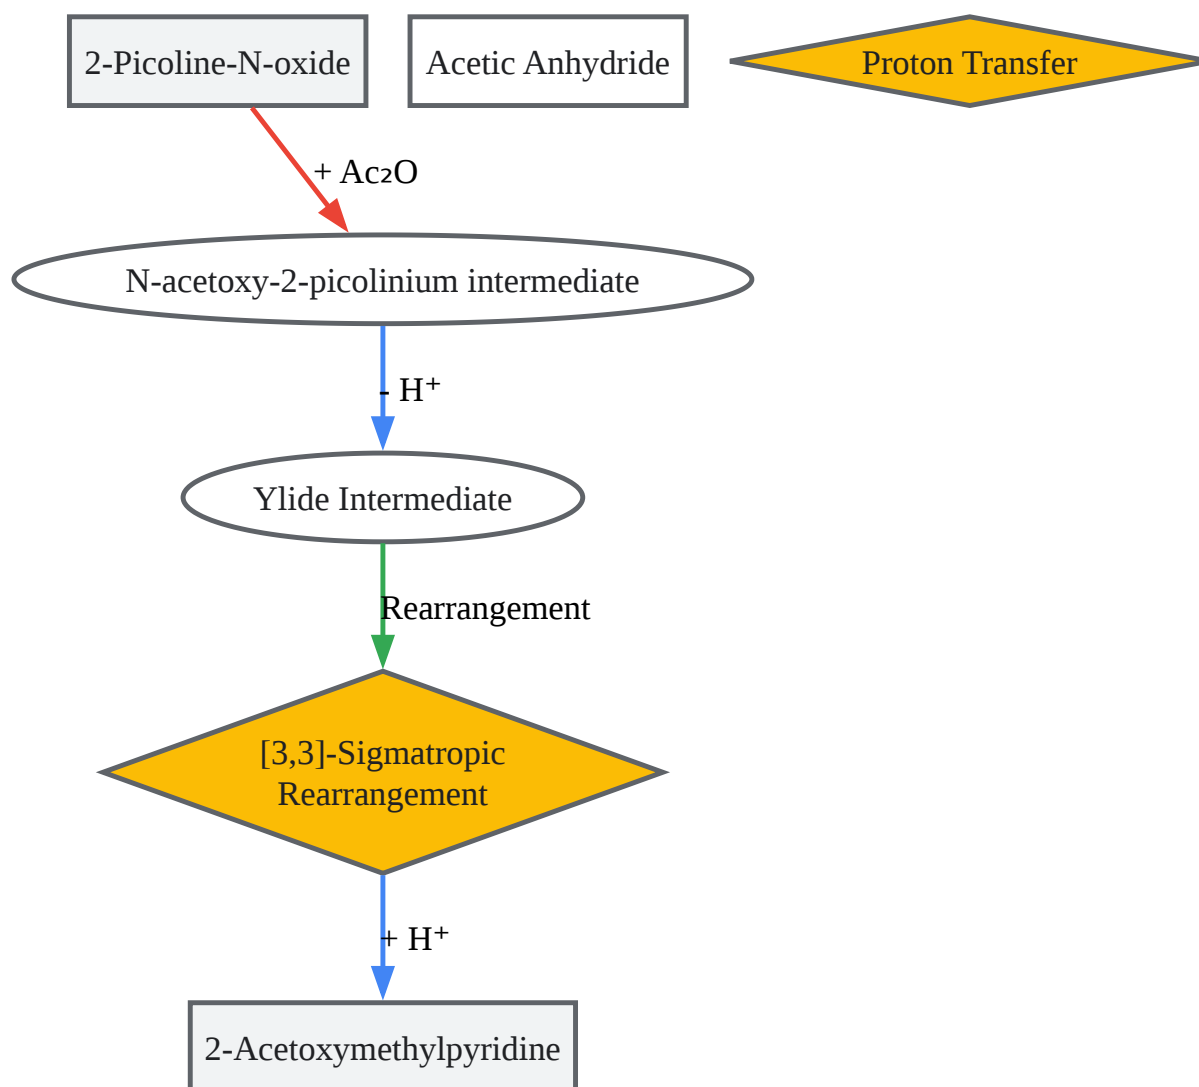 2-Picoline-N-oxide
Acetic Anhydride
Proton Transfer
+ Ac₂O
N-acetoxy-2-picolinium intermediate
- H⁺
Ylide Intermediate
Rearrangement
[3,3]-Sigmatropic
Rearrangement
+ H⁺
2-Acetoxymethylpyridine